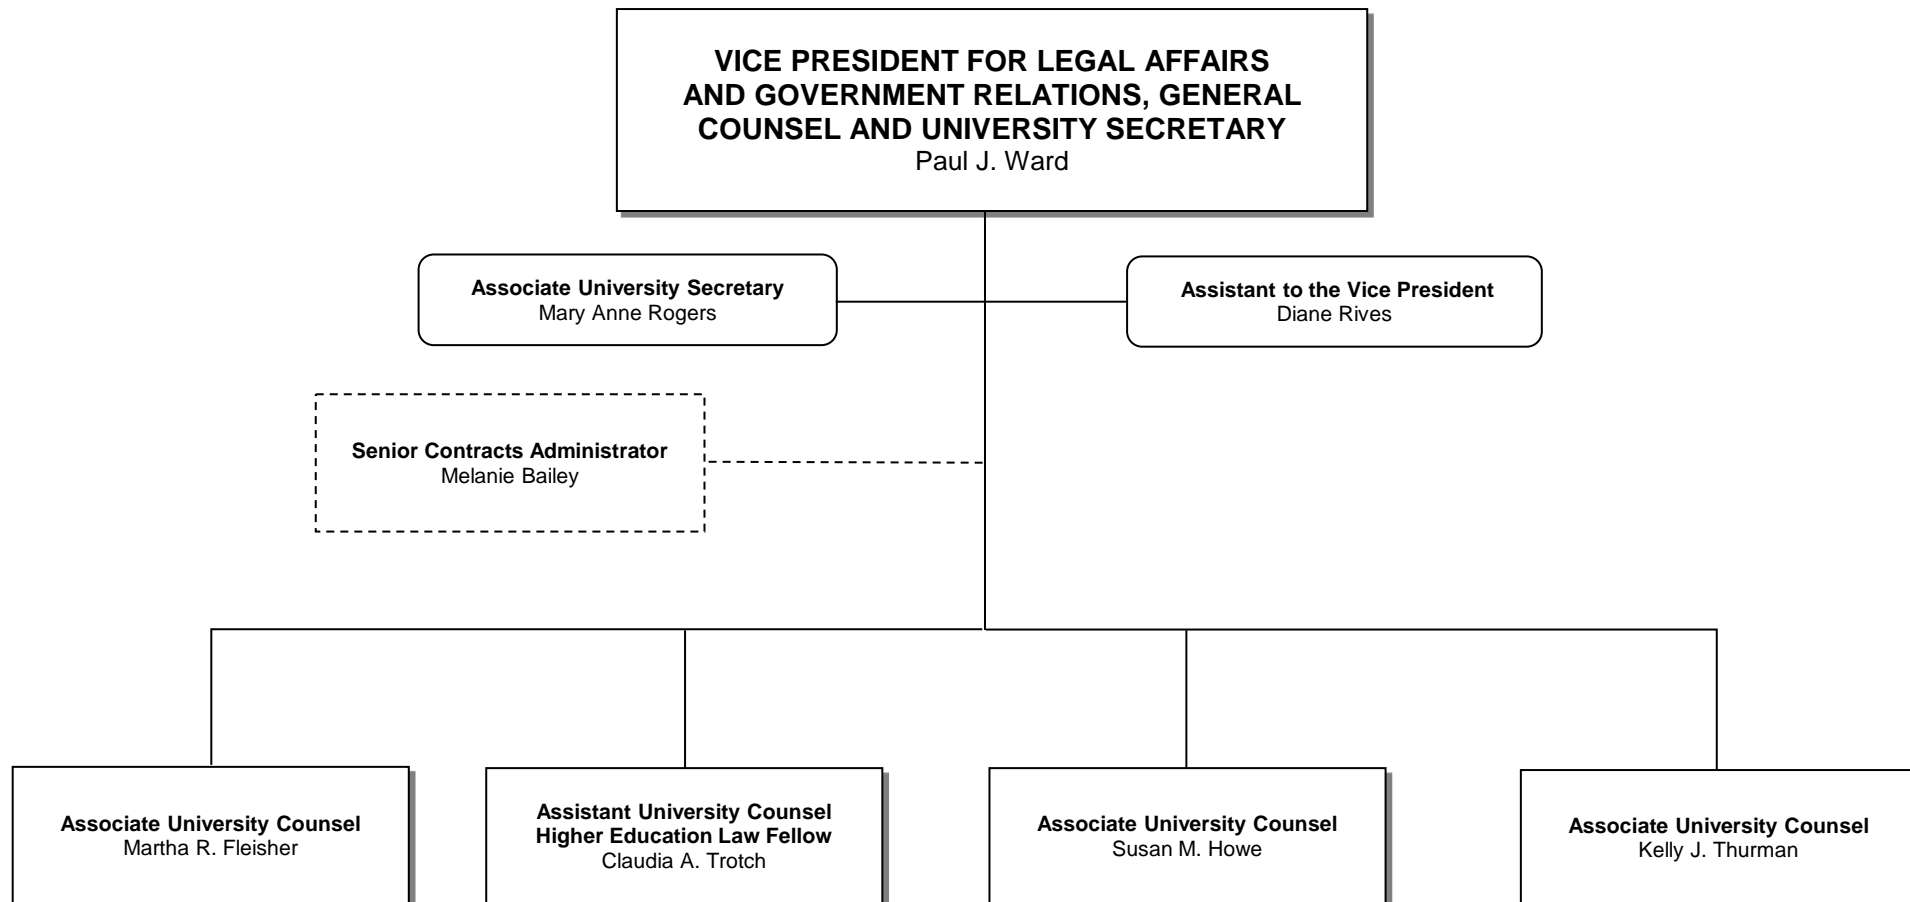 VICE PRESIDENT FOR LEGAL AFFAIRS
AND GOVERNMENT RELATIONS, GENERAL
COUNSEL AND UNIVERSITY SECRETARY
Paul J. Ward
Associate University Secretary
Mary Anne Rogers
Assistant to the Vice President
Diane Rives
Senior Contracts Administrator
Melanie Bailey
Associate University Counsel
Martha R. Fleisher
Assistant University Counsel
Higher Education Law Fellow
Claudia A. Trotch
Associate University Counsel
Susan M. Howe
Associate University Counsel
Kelly J. Thurman